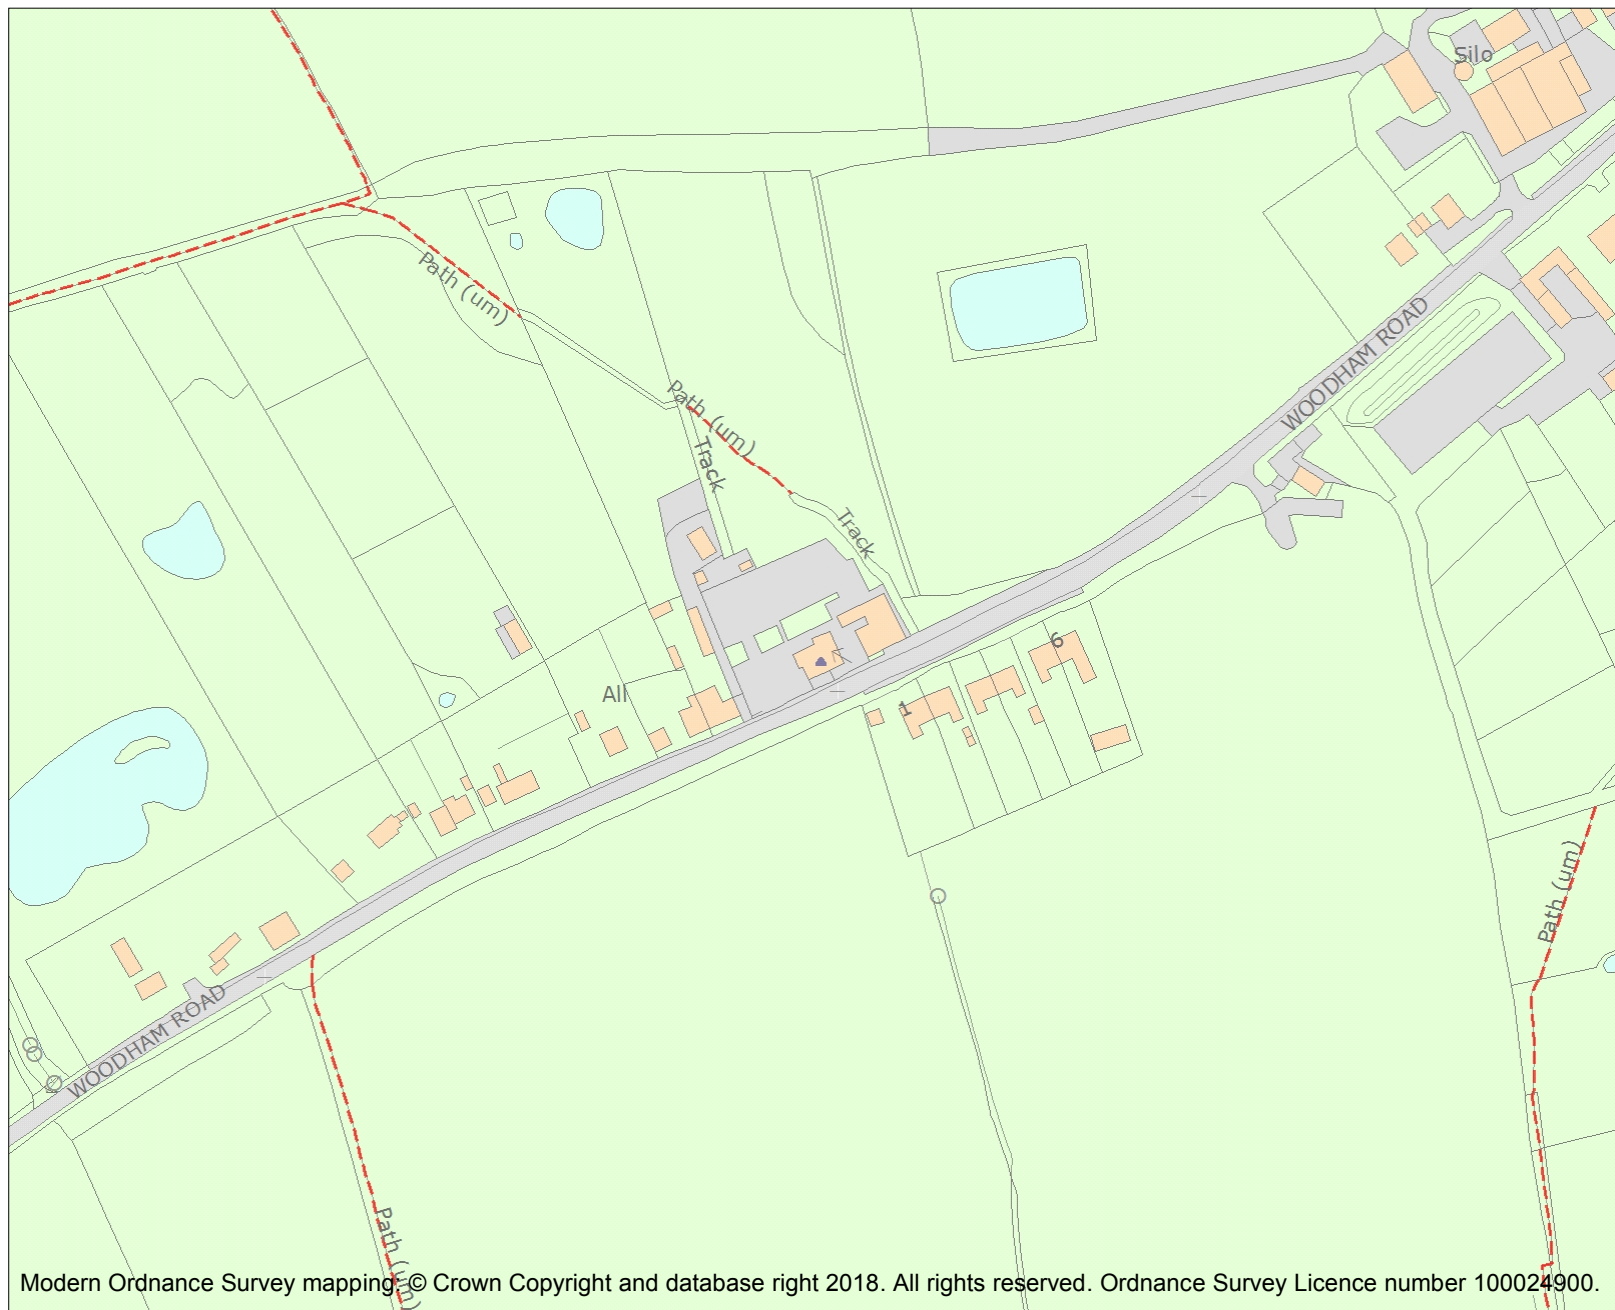 Silo
Path (um)
WOODHAM ROAD
Path (um)
Track
Track
6
All
1
Path (um)
WOODHAM ROAD
Path (um)
Modern Ordnance Survey mapping: © Crown Copyright and database right 2018. All rights reserved. Ordnance Survey Licence number 100024900.